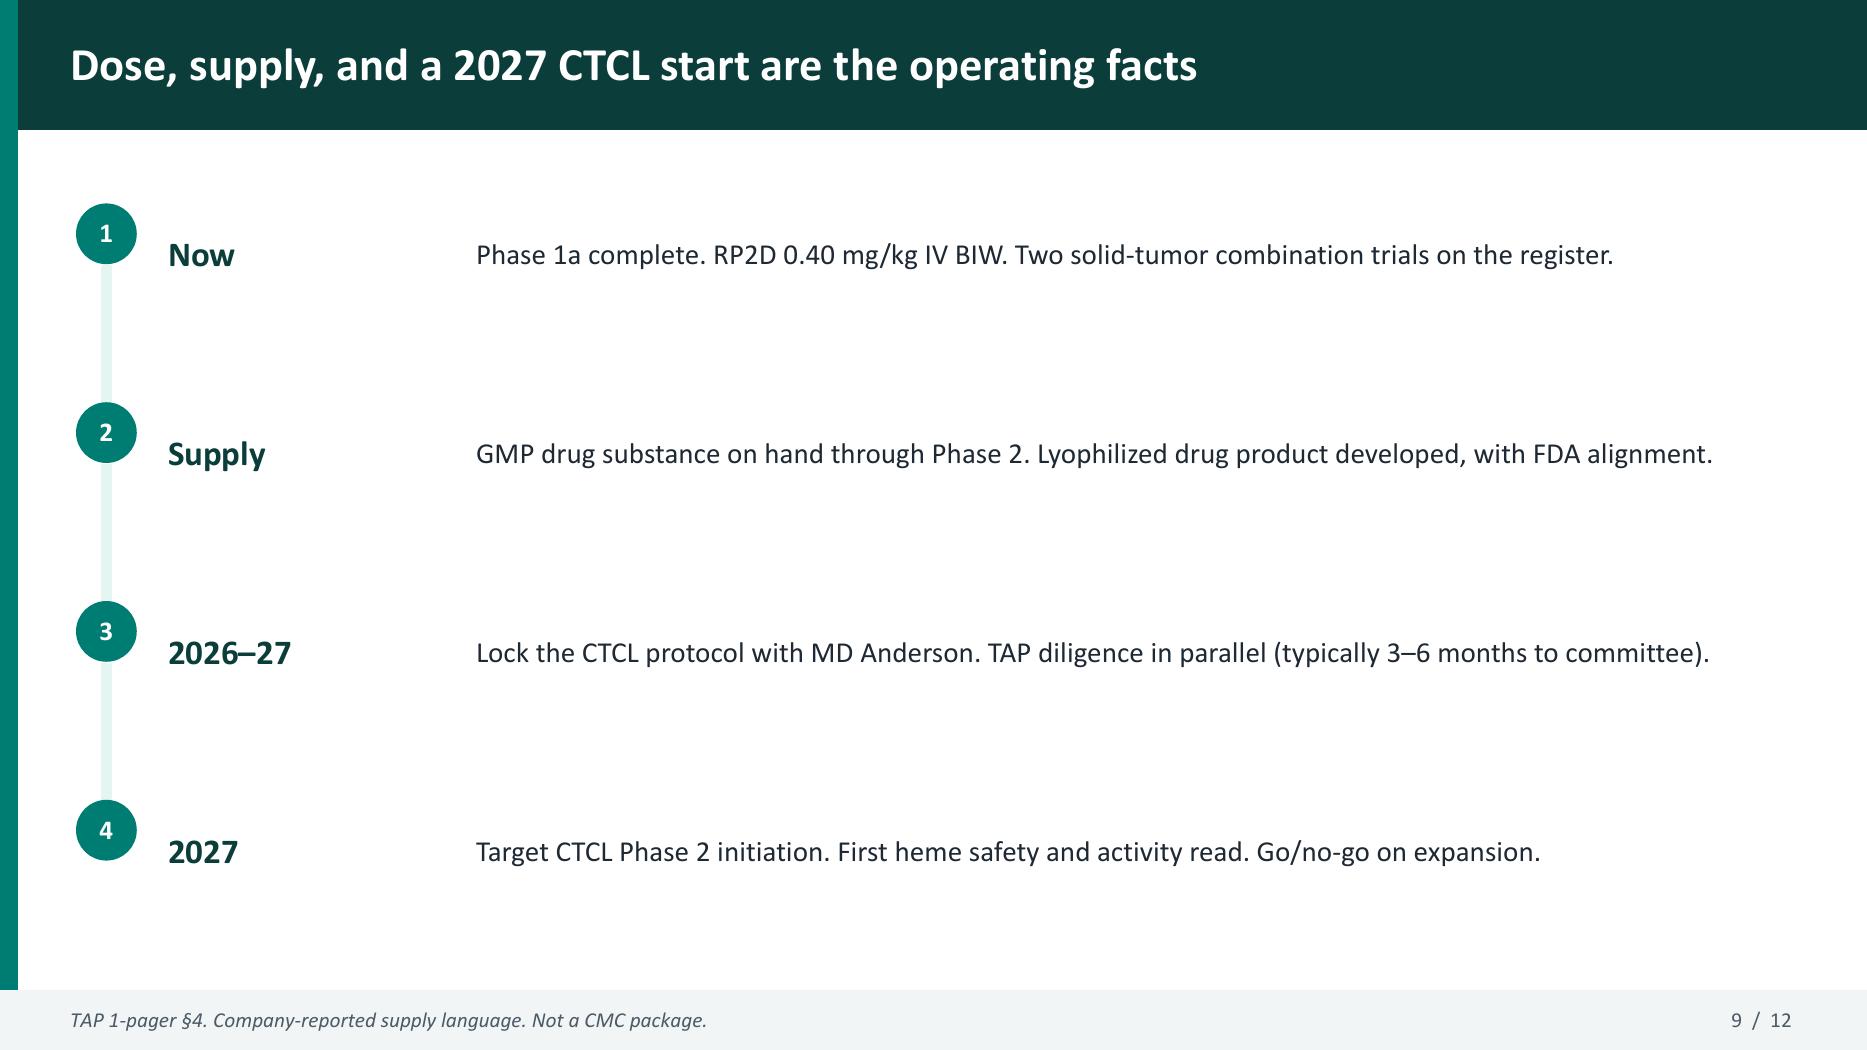 Dose, supply, and a 2027 CTCL start are the operating facts
1
Now
Phase 1a complete. RP2D 0.40 mg/kg IV BIW. Two solid-tumor combination trials on the register.
2
Supply
GMP drug substance on hand through Phase 2. Lyophilized drug product developed, with FDA alignment.
3
2026–27
Lock the CTCL protocol with MD Anderson. TAP diligence in parallel (typically 3–6 months to committee).
4
2027
Target CTCL Phase 2 initiation. First heme safety and activity read. Go/no-go on expansion.
TAP 1-pager §4. Company-reported supply language. Not a CMC package.
9 / 12